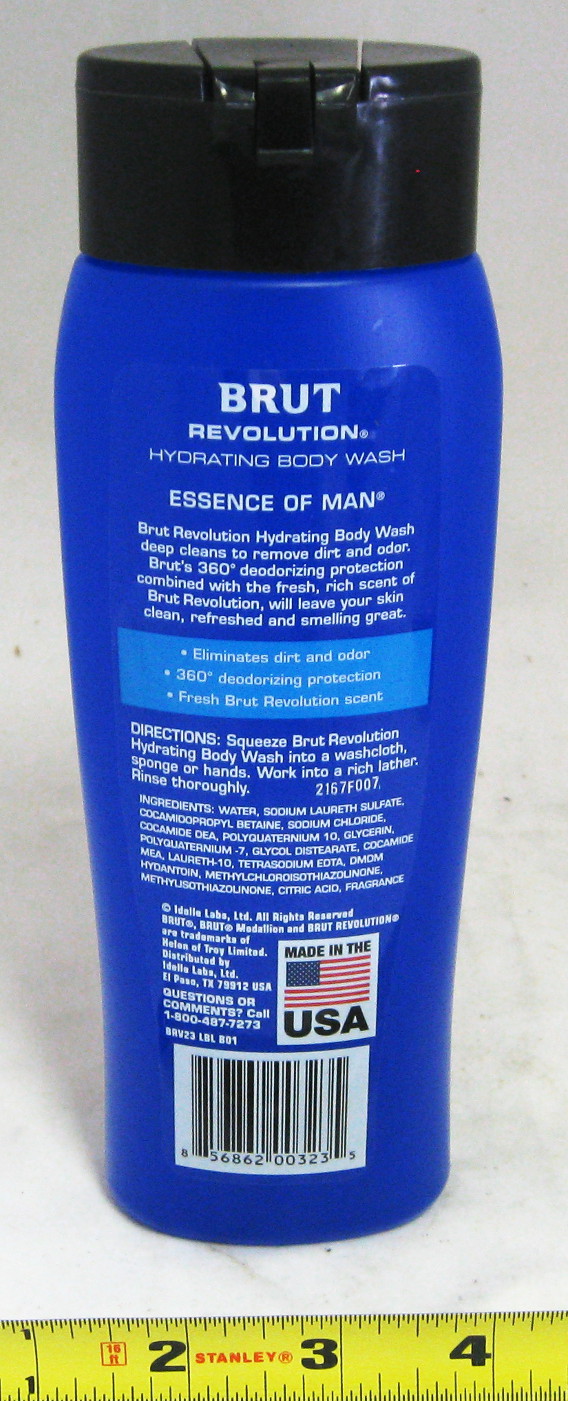 BRUT
REVOLUTION®
HYDRATING BODY WASH
ESSENCE OF MAN®
Brut Revolution Hydrating Body Wash
deep cleans to remove dirt and odor.
Brut's 360° deodorizing protection
combined with the fresh, rich scent of
Brut Revolution, will leave your skin
clean, refreshed and smelling great.
• Eliminates dirt and odor
• 360° deodorizing protection
• Fresh Brut Revolution scent
DIRECTIONS: Squeeze Brut Revolution
Hydrating Body Wash into a washcloth,
sponge or hands. Work into a rich lather.
Rinse thoroughly.
2167F007
INGREDIENTS: WATER, SODIUM LAURETH SULFATE,
COCAMIDOPROPYL BETAINE, SODIUM CHLORIDE,
COCAMIDE DEA, POLYQUATERNIUM 10, GLYCERIN,
POLYQUATERNIUM -7, GLYCOL DISTEARATE, COCAMIDE
MEA, LAURETH-10, TETRASODIUM EDTA, DMDM
HYDANTOIN, METHYLCHLOROISOTHIAZOLINONE,
METHYLISOTHIAZOLINONE, CITRIC ACID, FRAGRANCE
© Idelle Labs, Ltd. All Rights Reserved
BRUT®, BRUT® Medallion and BRUT REVOLUTION®
are trademarks of
Helen of Troy Limited.
Distributed by
Idelle Labs, Ltd.
El Paso, TX 79912 USA
QUESTIONS OR
COMMENTS? Call
1-800-487-7273
BRV23 LBL B01
MADE IN THE
USA
8 56862 00323 5
1 16 ft 2 STANLEY® 3 4